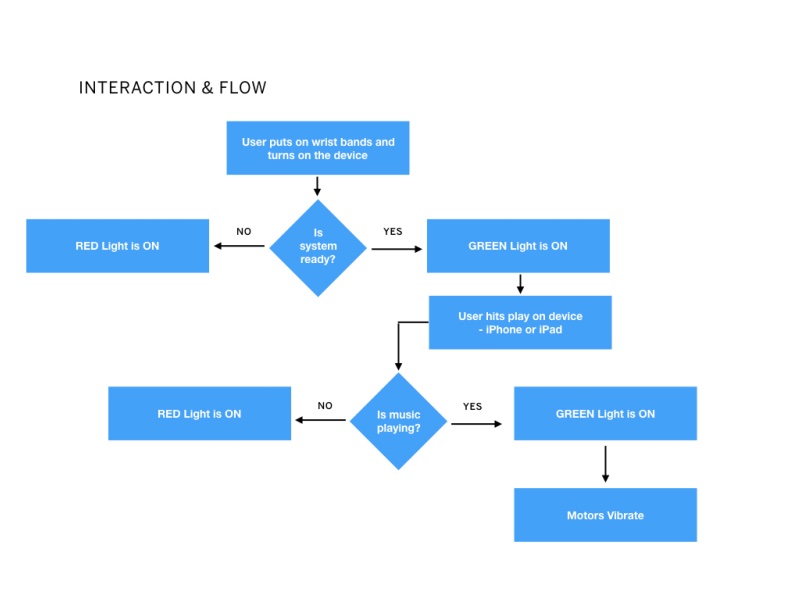 INTERACTION & FLOW
User puts on wrist bands and
turns on the device
NO
YES
RED Light is ON
Is
system
ready?
GREEN Light is ON
User hits play on device
- iPhone or iPad
NO
YES
RED Light is ON
Is music
playing?
GREEN Light is ON
Motors Vibrate